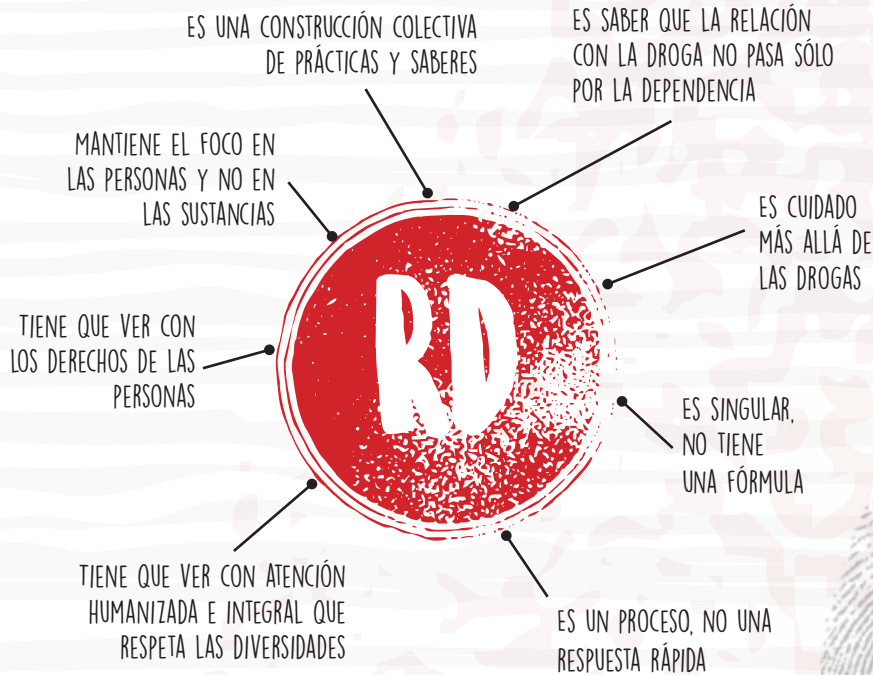 ES UNA CONSTRUCCIÓN COLECTIVA
DE PRÁCTICAS Y SABERES
ES SABER QUE LA RELACIÓN
CON LA DROGA NO PASA SÓLO
POR LA DEPENDENCIA
MANTIENE EL FOCO EN
LAS PERSONAS Y NO EN
LAS SUSTANCIAS
ES CUIDADO
MÁS ALLÁ DE
LAS DROGAS
RD
TIENE QUE VER CON
LOS DERECHOS DE LAS
PERSONAS
ES SINGULAR,
NO TIENE
UNA FÓRMULA
TIENE QUE VER CON ATENCIÓN
HUMANIZADA E INTEGRAL QUE
RESPETA LAS DIVERSIDADES
ES UN PROCESO, NO UNA
RESPUESTA RÁPIDA